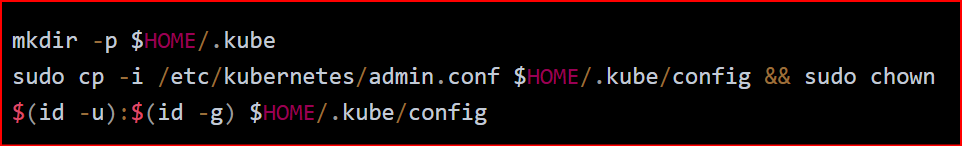 mkdir -p $HOME/.kube
sudo cp -i /etc/kubernetes/admin.conf $HOME/.kube/config && sudo chown
$(id -u):$(id -g) $HOME/.kube/config